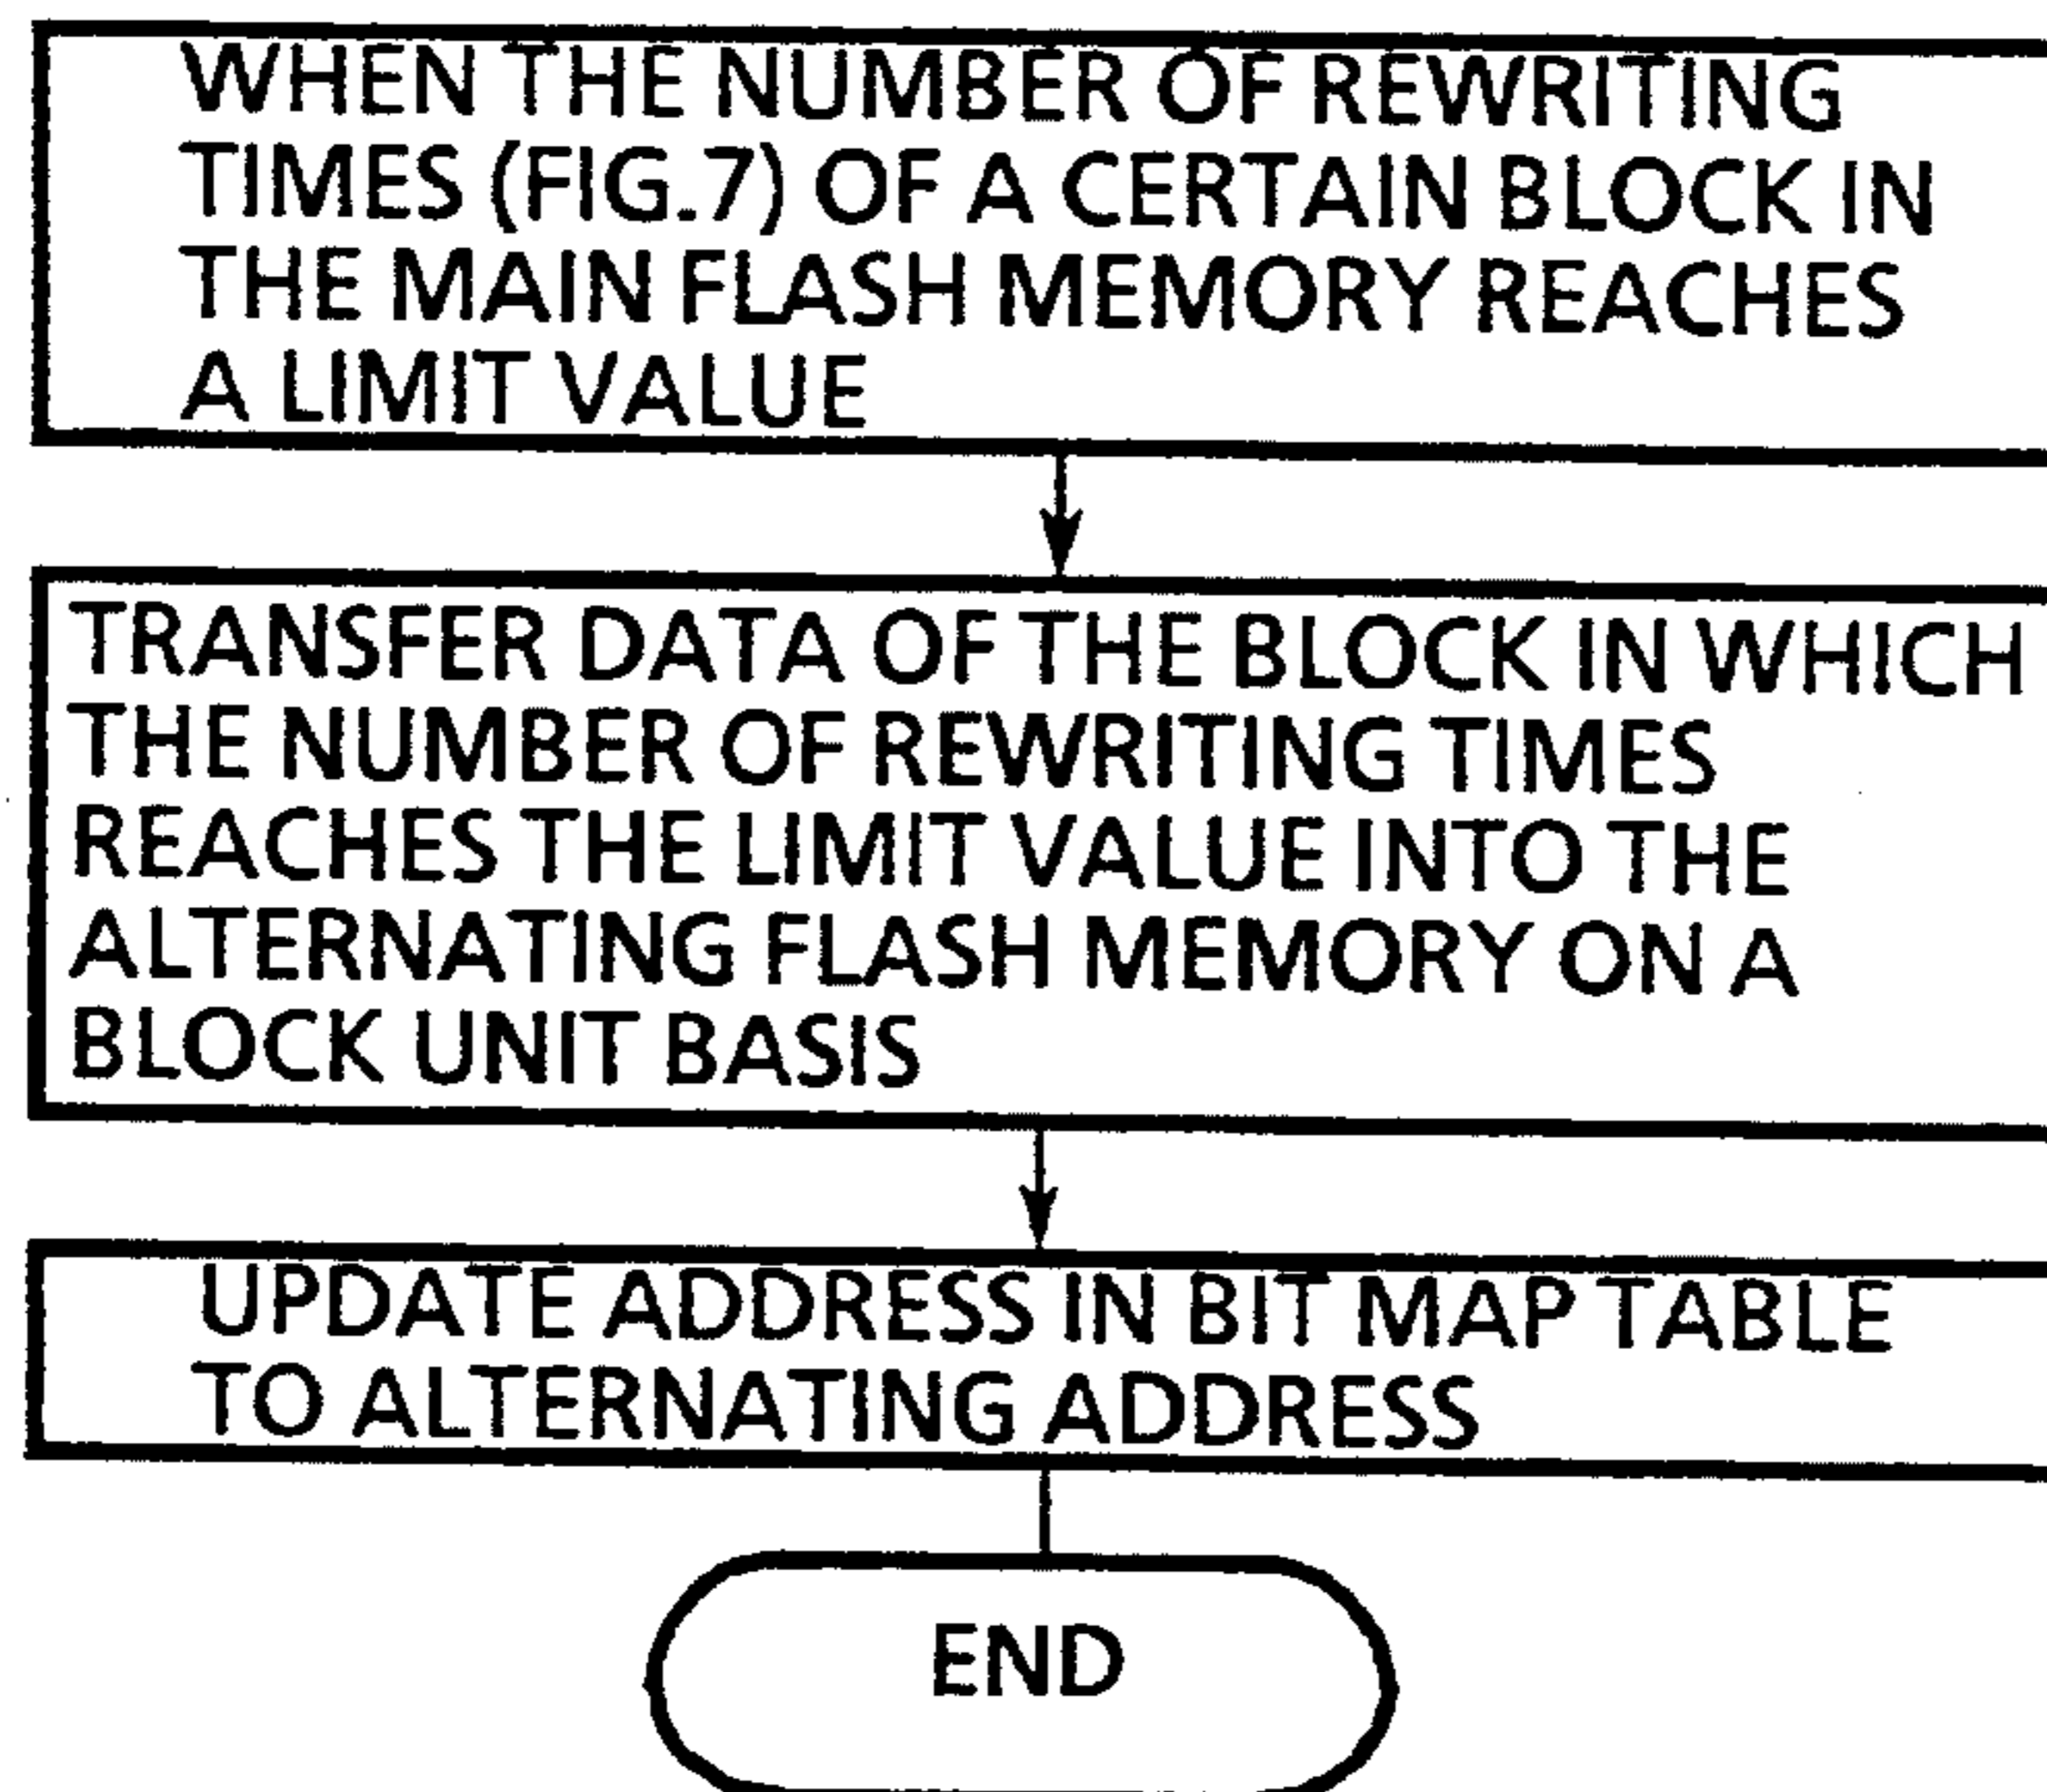 WHEN THE NUMBER OF REWRITING
TIMES (FIG.7) OF A CERTAIN BLOCK IN
THE MAIN FLASH MEMORY REACHES
A LIMIT VALUE
TRANSFER DATA OF THE BLOCK IN WHICH
THE NUMBER OF REWRITING TIMES
REACHES THE LIMIT VALUE INTO THE
ALTERNATING FLASH MEMORY ON A
BLOCK UNIT BASIS
UPDATE ADDRESS IN BIT MAP TABLE
TO ALTERNATING ADDRESS
END